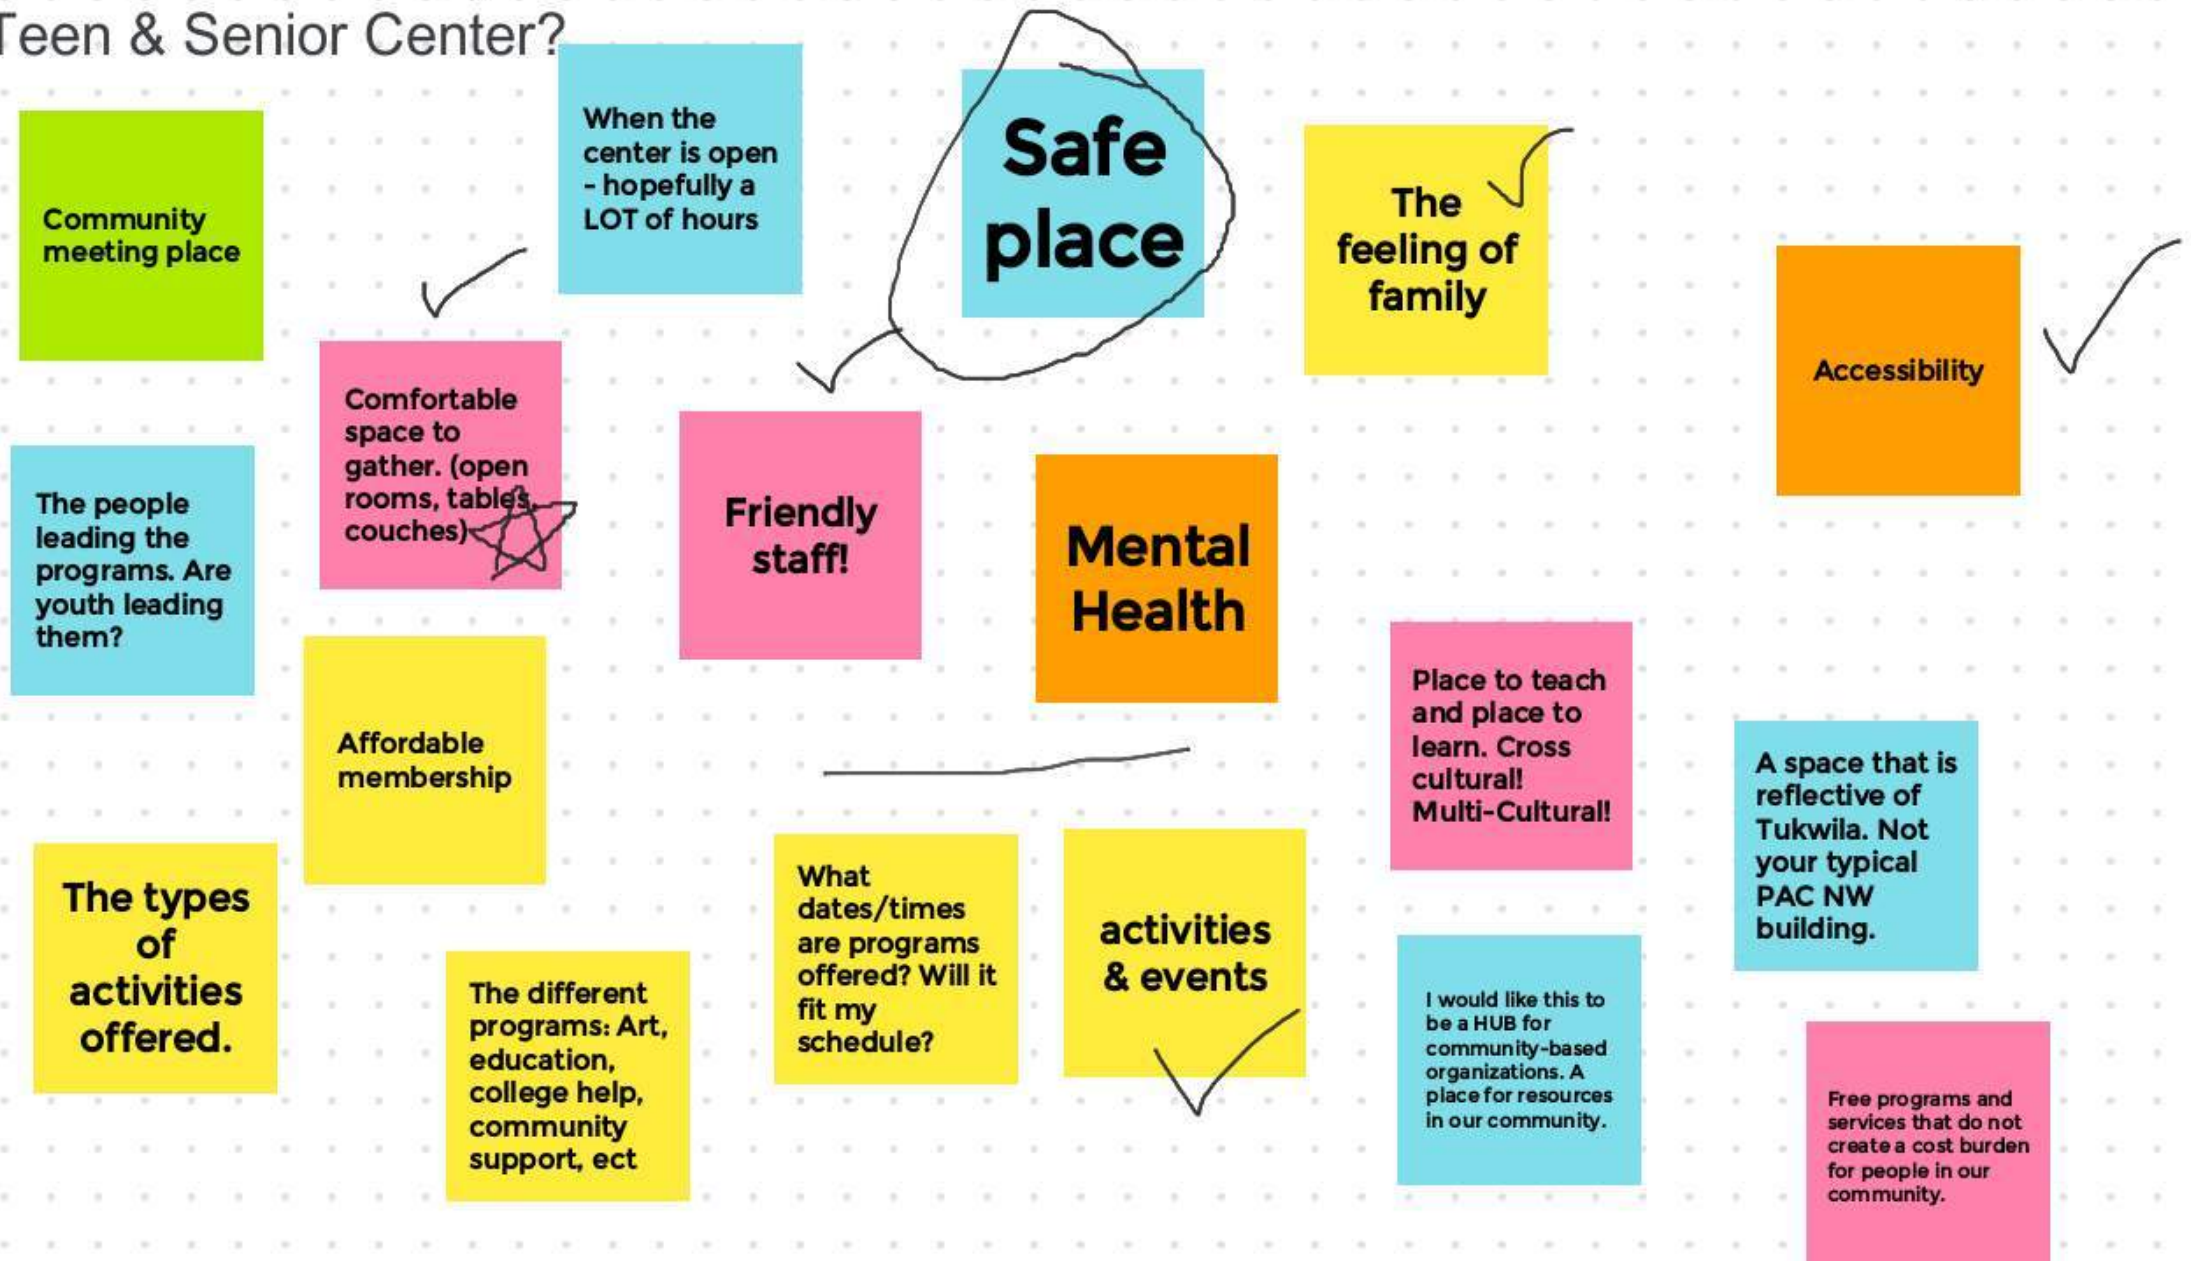 Teen & Senior Center?
Community
meeting place
When the
center is open
- hopefully a
LOT of hours
Safe
place
The
feeling of
family
Accessibility
Comfortable
space to
gather. (open
rooms, tables,
couches)
The people
leading the
programs. Are
youth leading
them?
Friendly
staff!
Mental
Health
Affordable
membership
Place to teach
and place to
learn. Cross
cultural!
Multi-Cultural!
A space that is
reflective of
Tukwila. Not
your typical
PAC NW
building.
The types
of
activities
offered.
The different
programs: Art,
education,
college help,
community
support, ect
What
dates/times
are programs
offered? Will it
fit my
schedule?
activities
& events
I would like this to
be a HUB for
community-based
organizations. A
place for resources
in our community.
Free programs and
services that do not
create a cost burden
for people in our
community.